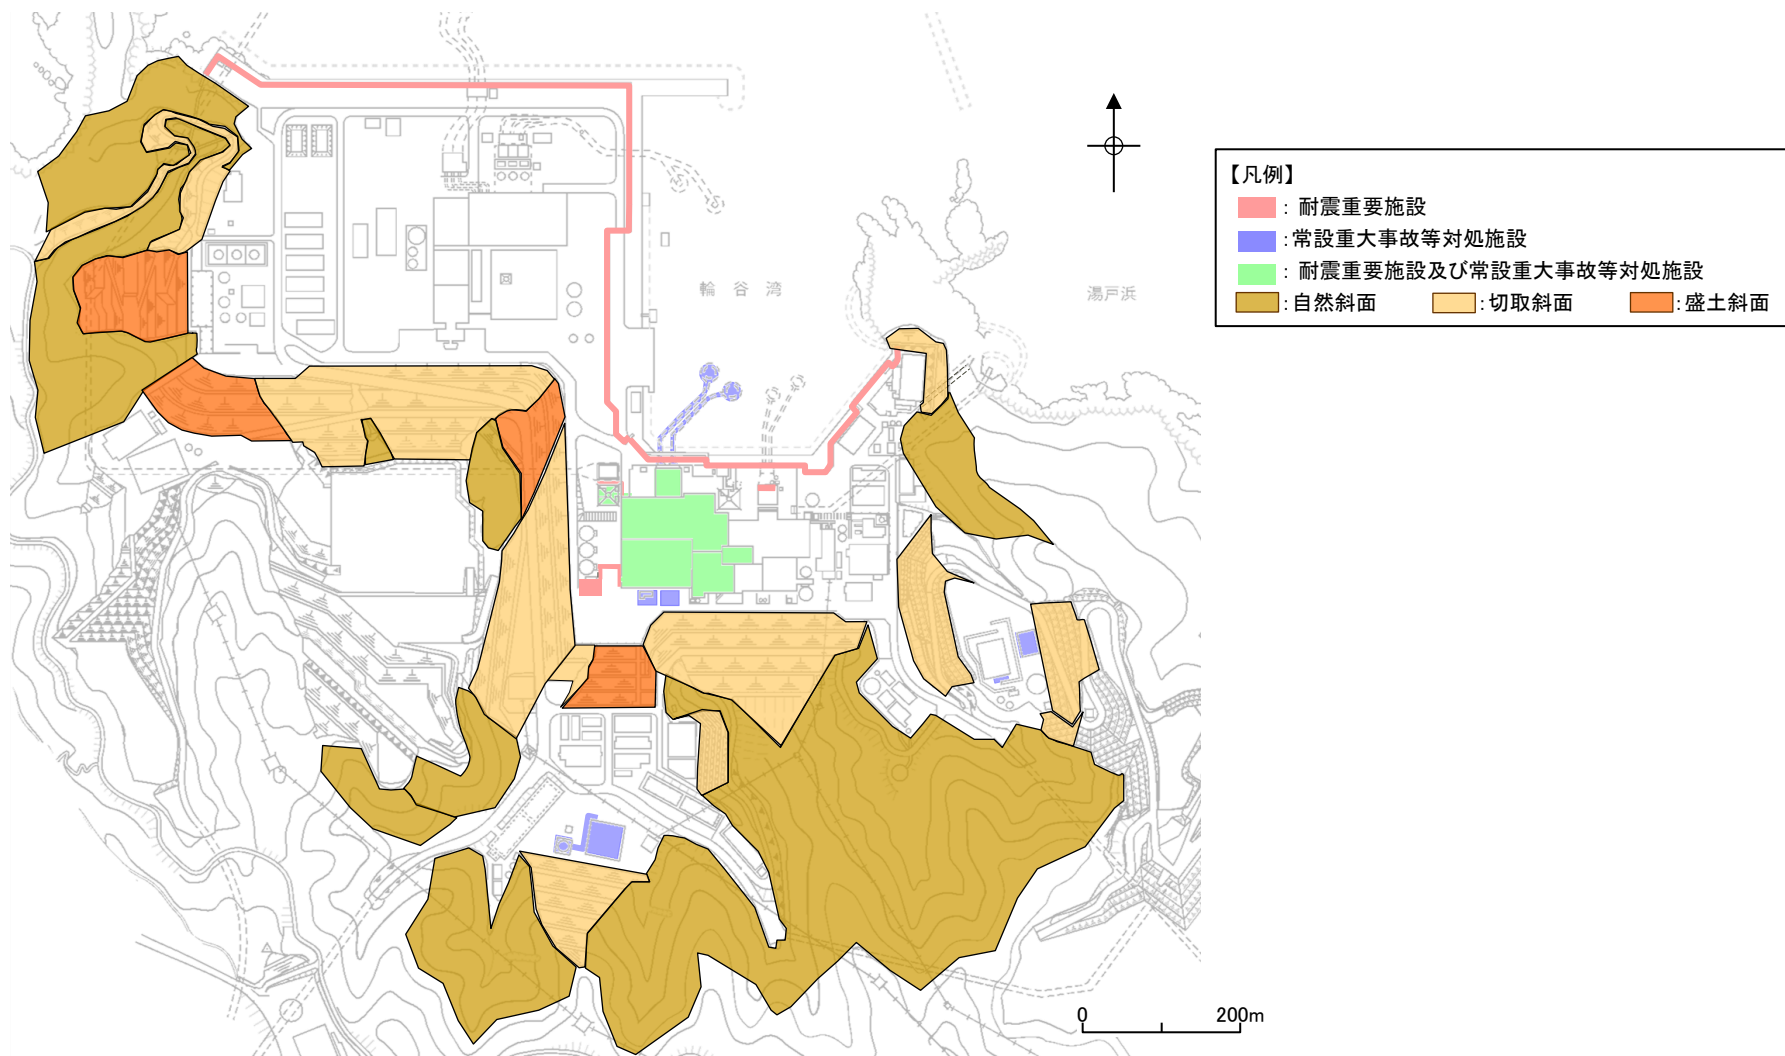 【凡例】
：耐震重要施設
：常設重大事故等対処施設
：耐震重要施設及び常設重大事故等対処施設
：自然斜面 ：切取斜面 ：盛土斜面
輪谷湾
湯戸浜
0 200m